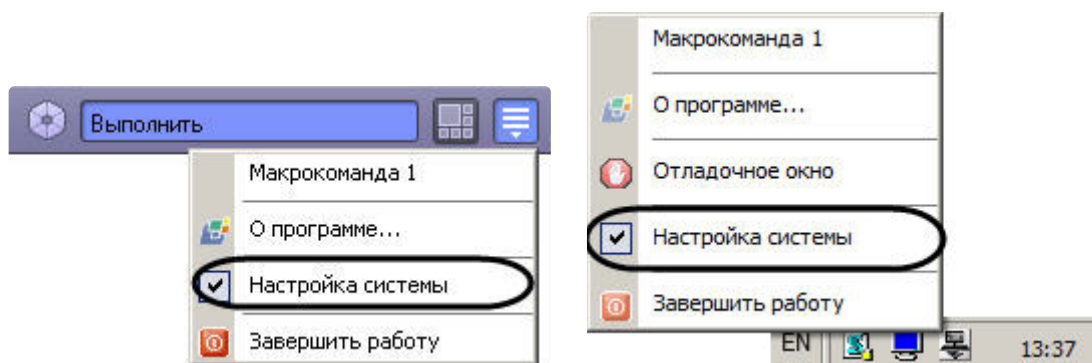 Выполнить
Макрокоманда 1
О программе...
Настройка системы
Завершить работу
Макрокоманда 1
О программе...
Отладочное окно
Настройка системы
Завершить работу
EN 13:37